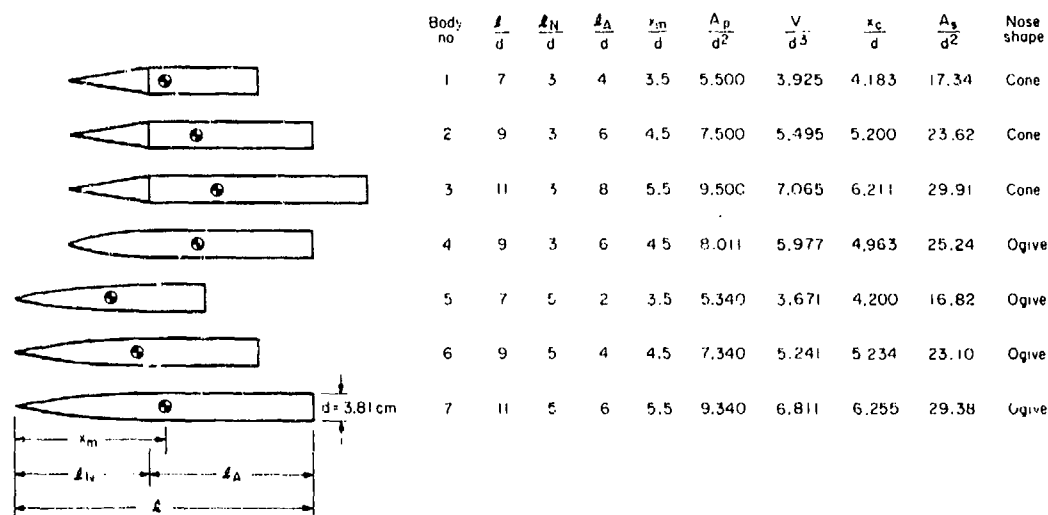 Body no ℓ/d ℓN/d ℓA/d xm/d Ap/d² V/d³ xc/d As/d² Nose shape
1 7 3 4 3.5 5.500 3.925 4.183 17.34 Cone
2 9 3 6 4.5 7.500 5.495 5.200 23.62 Cone
3 11 3 8 5.5 9.500 7.065 6.211 29.91 Cone
4 9 3 6 4.5 8.011 5.977 4.963 25.24 Ogive
5 7 5 2 3.5 5.340 3.671 4.200 16.82 Ogive
6 9 5 4 4.5 7.340 5.241 5.234 23.10 Ogive
7 11 5 6 5.5 9.340 6.811 6.255 29.38 Ogive
d = 3.81 cm
xm
ℓN ℓA
ℓ